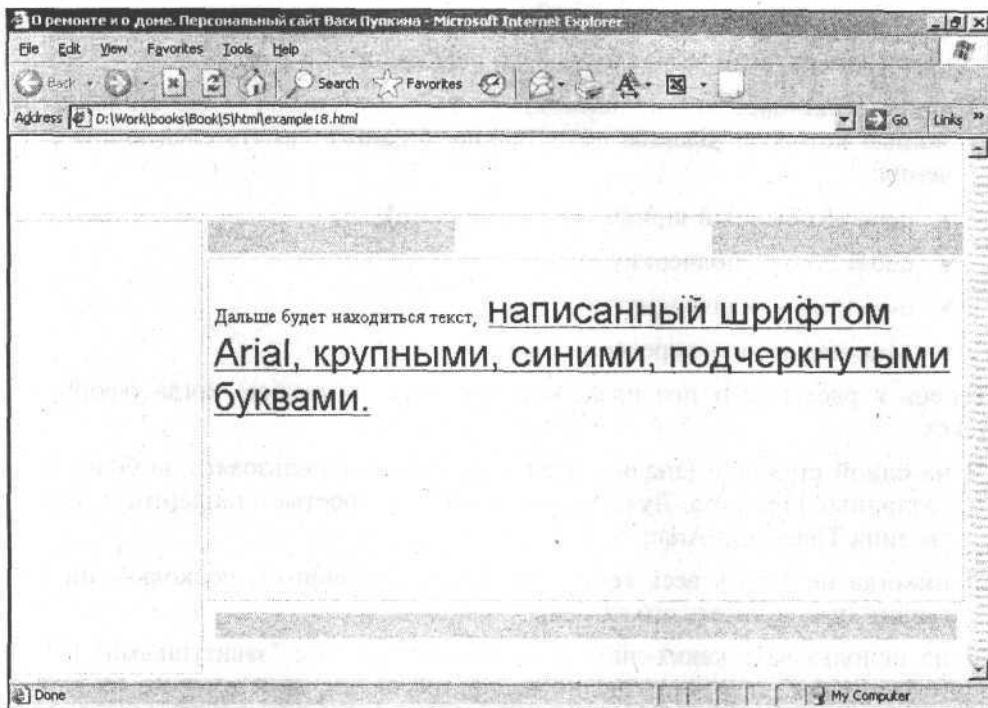 О ремонте и о доме. Персональный сайт Васи Пупкина - Microsoft Internet Explorer
File Edit View Favorites Tools Help
Back Search Favorites
Address D:\Work\books\Book\5\html\example18.html Go Links »
Дальше будет находиться текст, написанный шрифтом
Arial, крупными, синими, подчеркнутыми
буквами.
Done My Computer